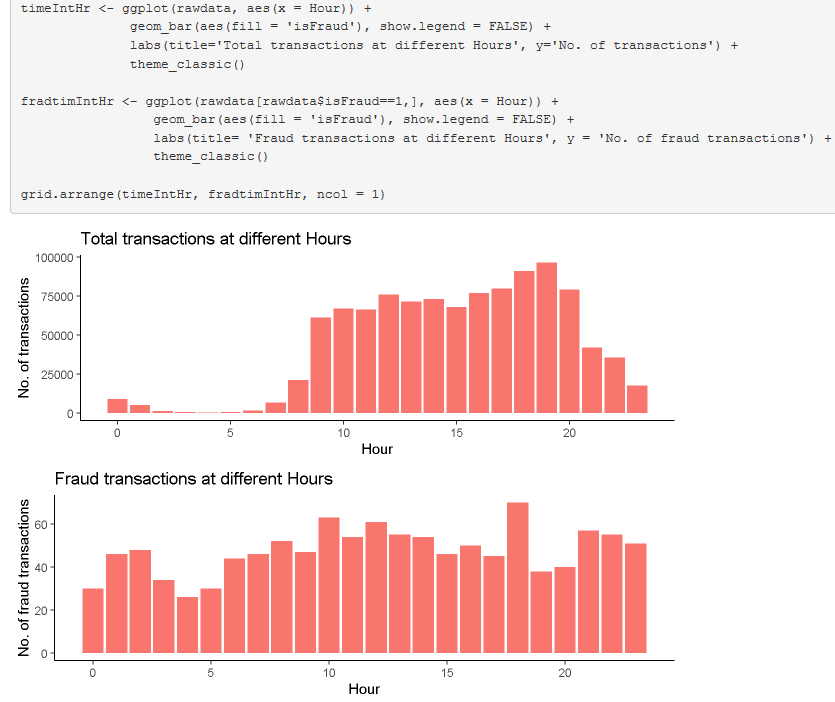 timeIntHr <- ggplot(rawdata, aes(x = Hour)) +
geom_bar(aes(fill = 'isFraud'), show.legend = FALSE) +
labs(title='Total transactions at different Hours', y='No. of transactions') +
theme_classic()
fradtimIntHr <- ggplot(rawdata[rawdata$isFraud==1,], aes(x = Hour)) +
geom_bar(aes(fill = 'isFraud'), show.legend = FALSE) +
labs(title= 'Fraud transactions at different Hours', y = 'No. of fraud transactions') +
theme_classic()
grid.arrange(timeIntHr, fradtimIntHr, ncol = 1)
Total transactions at different Hours
No. of transactions
100000
75000
50000
25000
0
0 5 10 15 20
Hour
Fraud transactions at different Hours
No. of fraud transactions
60
40
20
0
0 5 10 15 20
Hour